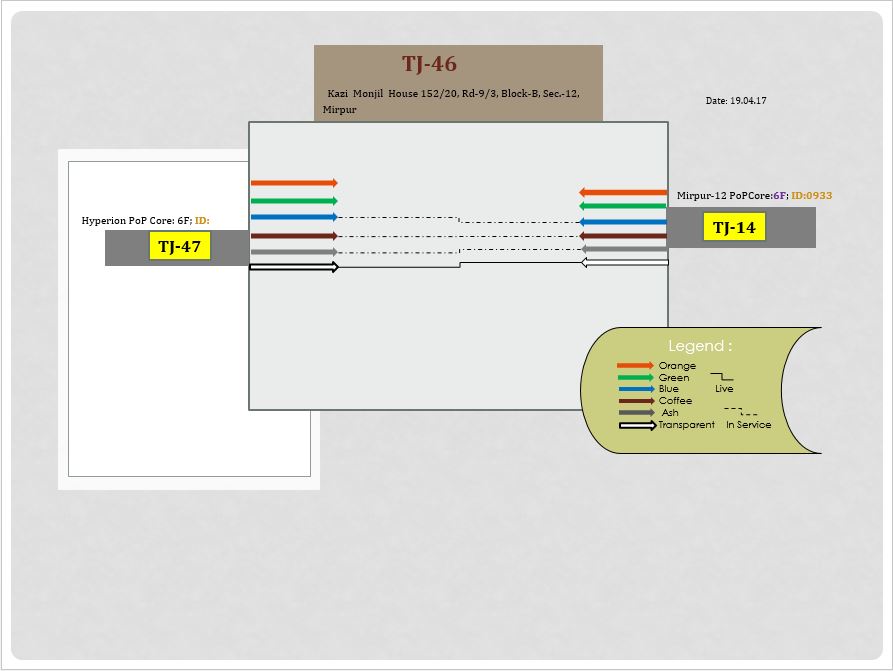 TJ-46
Kazi Monjil House 152/20, Rd-9/3, Block-B, Sec.-12,
Mirpur
Date: 19.04.17
Mirpur-12 PoPCore:6F; ID:0933
Hyperion PoP Core: 6F; ID:
TJ-14
TJ-47
Legend :
Orange
Green
Blue Live
Coffee
Ash
Transparent In Service